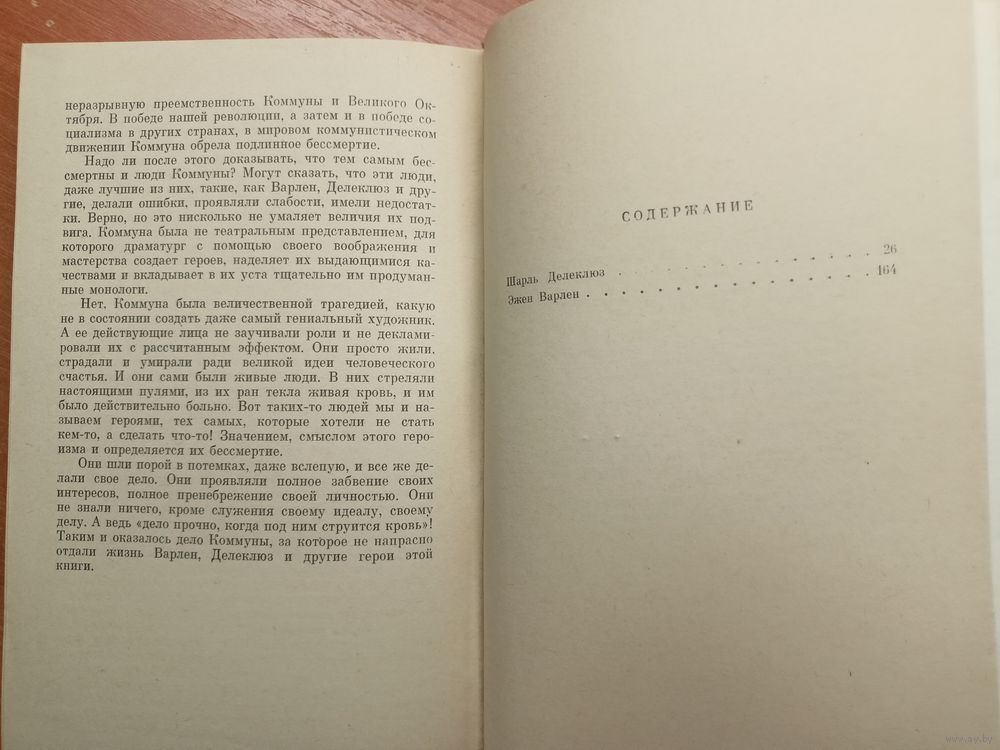 неразрывную преемственность Коммуны и Великого Ок-
тября. В победе нашей революции, а затем и в победе со-
циализма в других странах, в мировом коммунистическом
движении Коммуна обрела подлинное бессмертие.
Надо ли после этого доказывать, что тем самым бес-
смертны и люди Коммуны? Могут сказать, что эти люди,
даже лучшие из них, такие, как Варлен, Делеклюз и дру-
гие, делали ошибки, проявляли слабости, имели недостат-
ки. Верно, но это нисколько не умаляет величия их под-
вига. Коммуна была не театральным представлением, для
которого драматург с помощью своего воображения и
мастерства создает героев, наделяет их выдающимися ка-
чествами и вкладывает в их уста тщательно им продуман-
ные монологи.
Нет, Коммуна была величественной трагедией, какую
не в состоянии создать даже самый гениальный художник.
А ее действующие лица не заучивали роли и не деклами-
ровали их с рассчитанным эффектом. Они просто жили,
страдали и умирали ради великой идеи человеческого
счастья. И они сами были живые люди. В них стреляли
настоящими пулями, из их ран текла живая кровь, и им
было действительно больно. Вот таких-то людей мы и на-
зываем героями, тех самых, которые хотели не стать
кем-то, а сделать что-то! Значением, смыслом этого геро-
изма и определяется их бессмертие.
Они шли порой в потемках, даже вслепую, и все же де-
лали свое дело. Они проявляли полное забвение своих
интересов, полное пренебрежение своей личностью. Они
не знали ничего, кроме служения своему идеалу, своему
делу. А ведь «дело прочно, когда под ним струится кровь»!
Таким и оказалось дело Коммуны, за которое не напрасно
отдали жизнь Варлен, Делеклюз и другие герои этой
книги.
СОДЕРЖАНИЕ
Шарль Делеклюз . . . . . . . . . . . . 26
Эжен Варлен . . . . . . . . . . . . . 164
www.ay.by